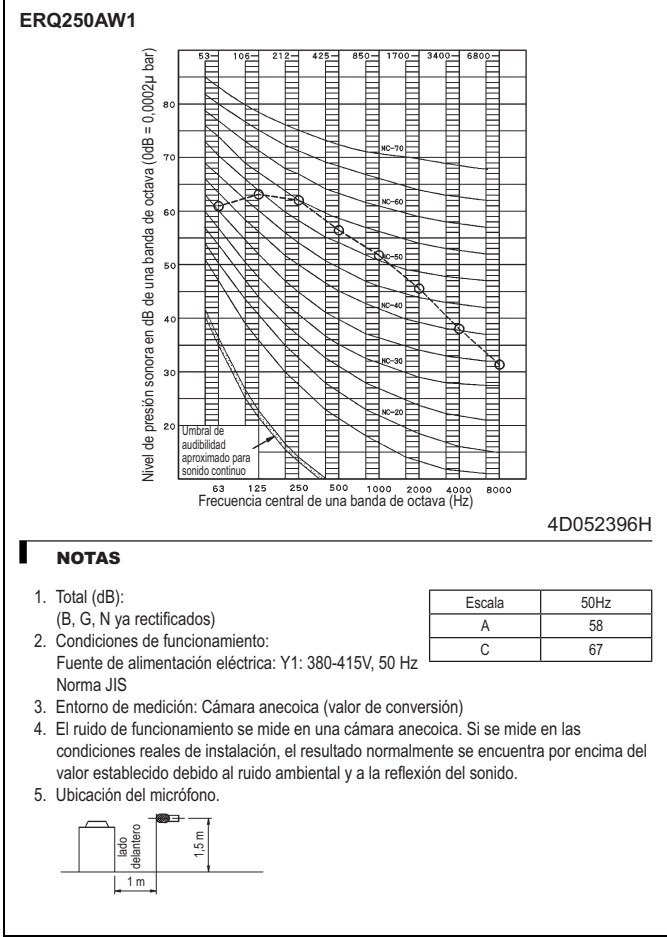 ERQ250AW1
Nivel de presión sonora en dB de una banda de octava (0dB = 0,0002µ bar)
53 106 212 425 850 1700 3400 6800
80
70
60
50
40
30
20
NC-70
NC-60
NC-50
NC-40
NC-30
NC-20
Umbral de
audibilidad
aproximado para
sonido continuo
63 125 250 500 1000 2000 4000 8000
Frecuencia central de una banda de octava (Hz)
4D052396H
NOTAS
1. Total (dB):
(B, G, N ya rectificados)
Escala 50Hz
A 58
C 67
2. Condiciones de funcionamiento:
Fuente de alimentación eléctrica: Y1: 380-415V, 50 Hz
Norma JIS
3. Entorno de medición: Cámara anecoica (valor de conversión)
4. El ruido de funcionamiento se mide en una cámara anecoica. Si se mide en las
condiciones reales de instalación, el resultado normalmente se encuentra por encima del
valor establecido debido al ruido ambiental y a la reflexión del sonido.
5. Ubicación del micrófono.
lado
delantero
1,5 m
1 m